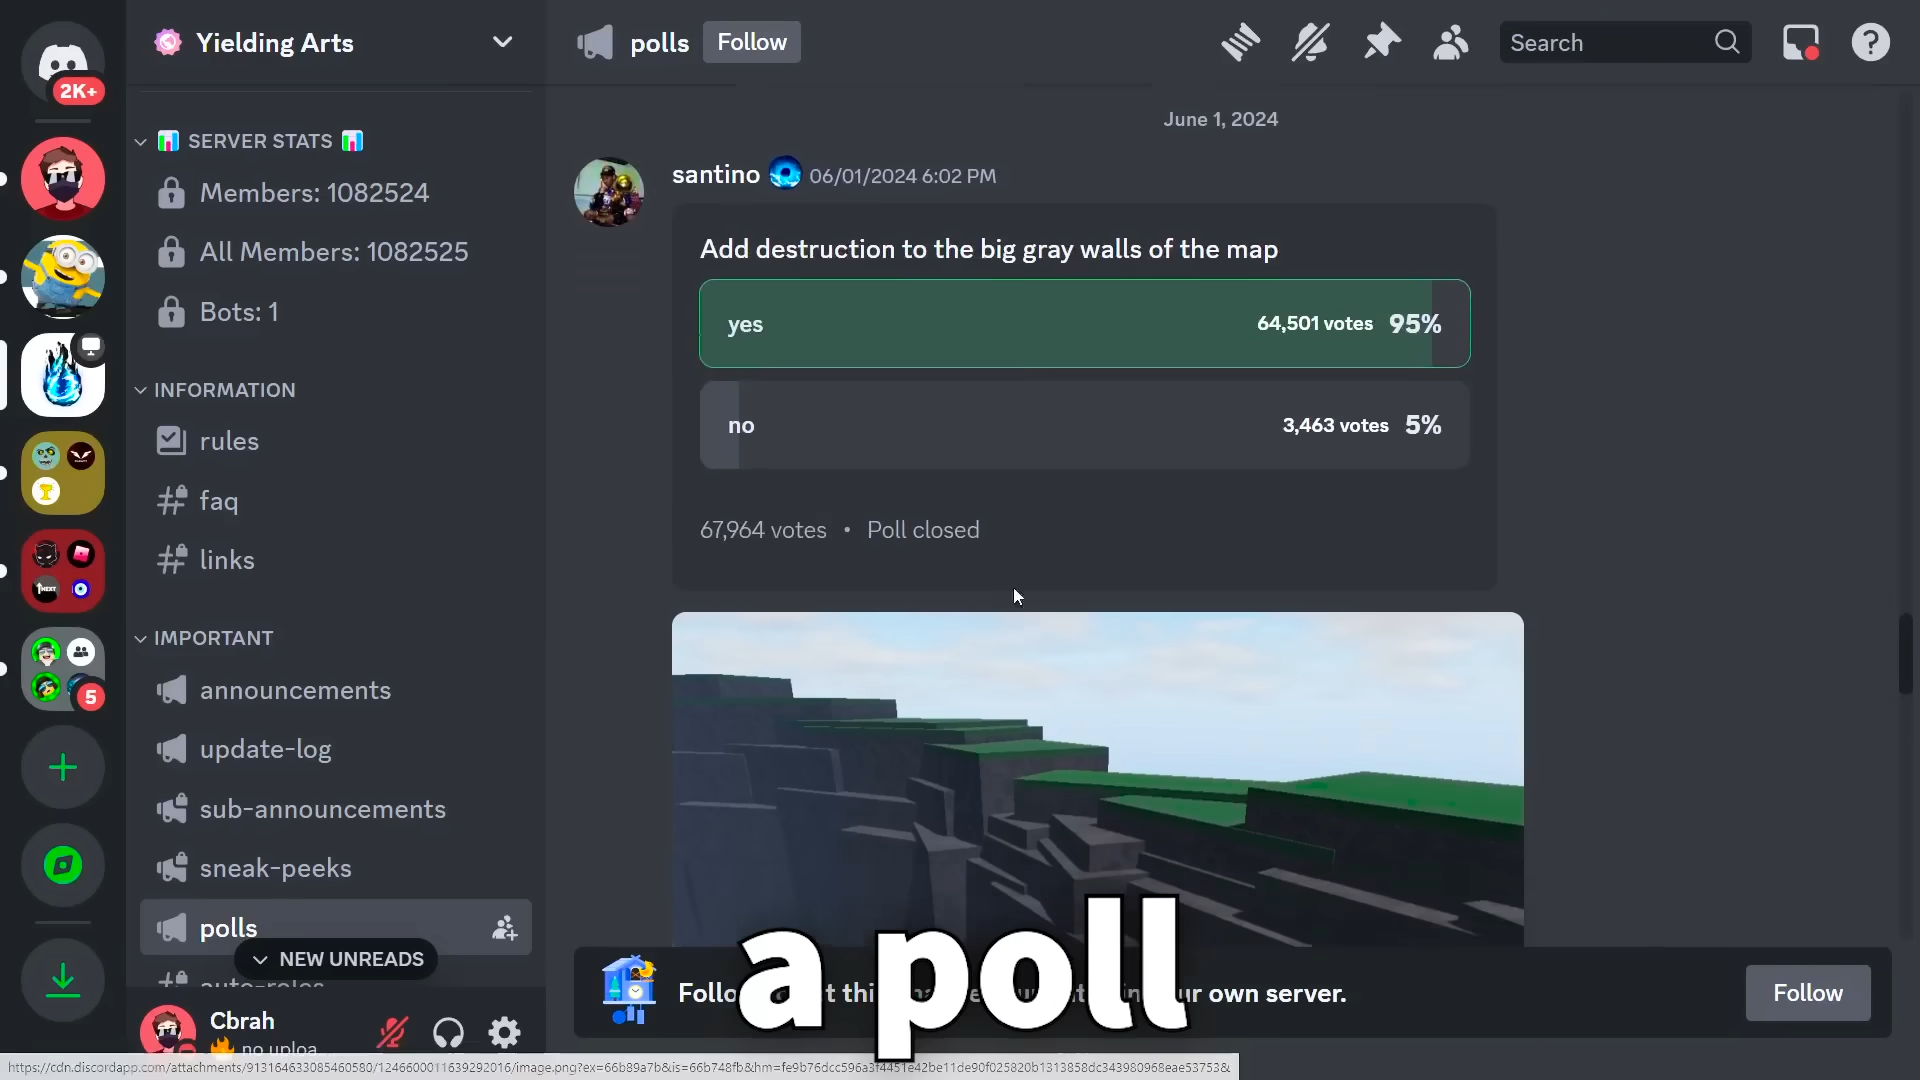 2K+
5
Yielding Arts
SERVER STATS
Members: 1082524
All Members: 1082525
Bots: 1
INFORMATION
rules
faq
links
IMPORTANT
announcements
update-log
sub-announcements
sneak-peeks
polls
NEW UNREADS
Cbrah
no uploa...
polls
Follow
Search
June 1, 2024
santino 06/01/2024 6:02 PM
Add destruction to the big gray walls of the map
yes 64,501 votes 95%
no 3,463 votes 5%
67,964 votes • Poll closed
a poll
own server.
Follow